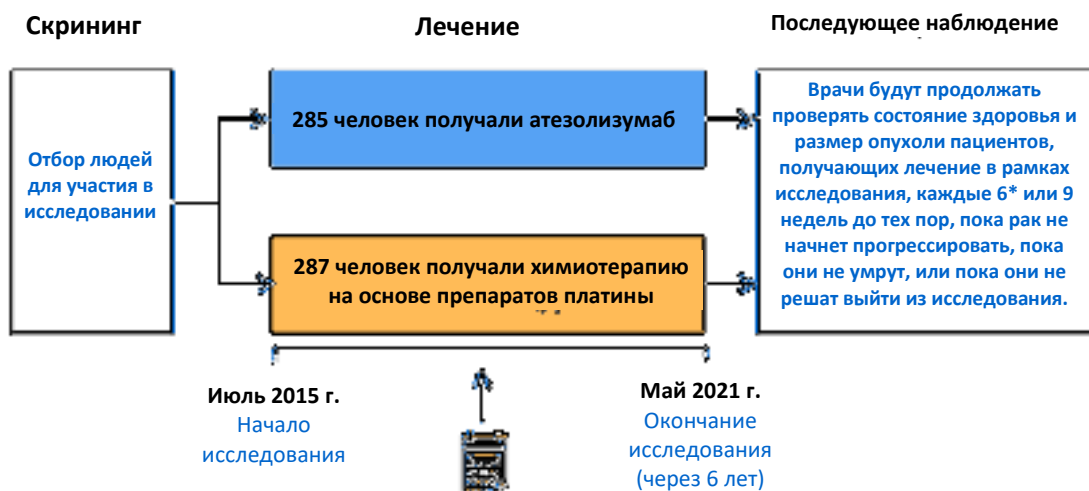 Скрининг
Лечение
Последующее наблюдение
Отбор людей
для участия в
исследовании
285 человек получали атезолизумаб
287 человек получали химиотерапию
на основе препаратов платины
Врачи будут продолжать
проверять состояние здоровья и
размер опухоли пациентов,
получающих лечение в рамках
исследования, каждые 6* или 9
недель до тех пор, пока рак не
начнет прогрессировать, пока
они не умрут, или пока они не
решат выйти из исследования.
Июль 2015 г.
Начало
исследования
Май 2021 г.
Окончание
исследования
(через 6 лет)